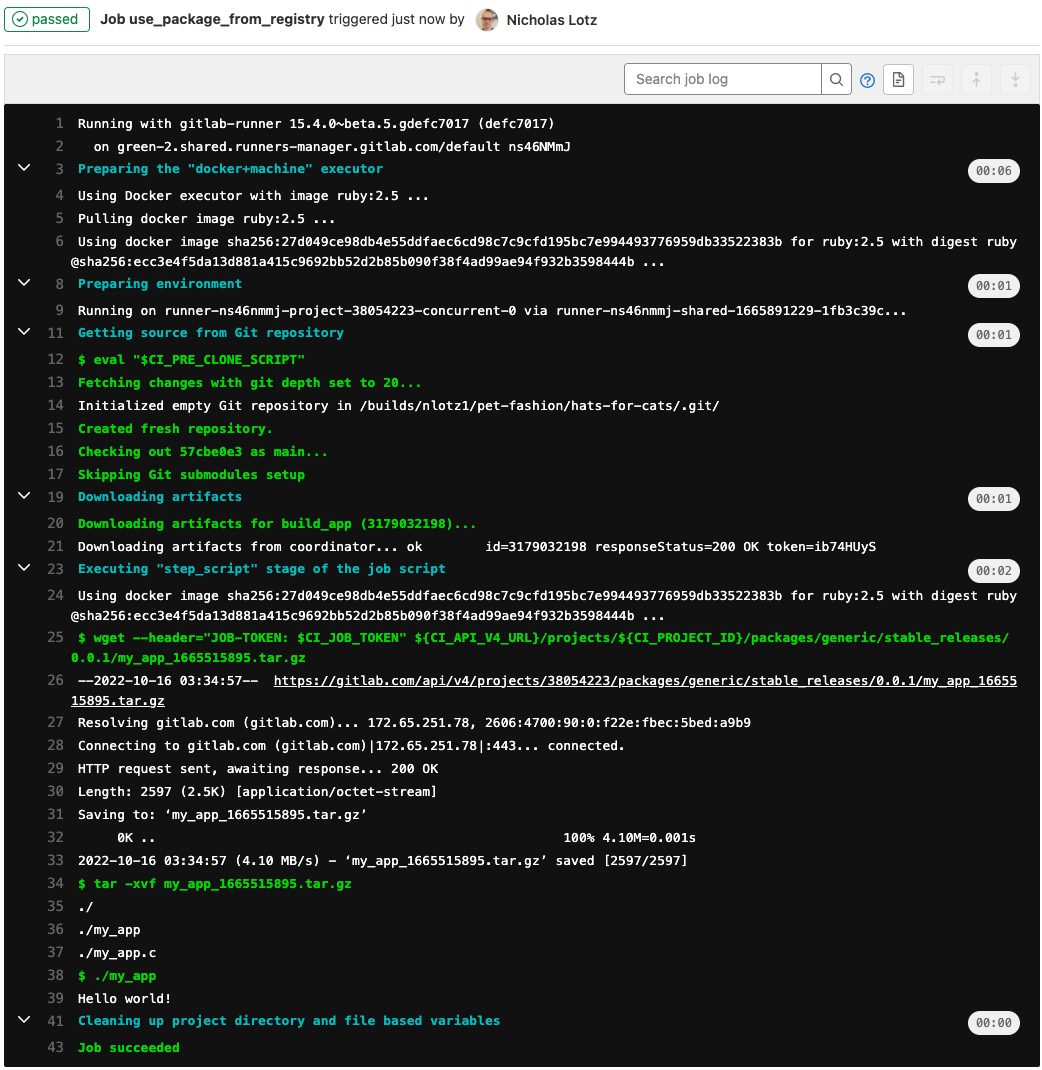 passed Job use_package_from_registry triggered just now by Nicholas Lotz
Search job log
1 Running with gitlab-runner 15.4.0~beta.5.gdefc7017 (defc7017)
2 on green-2.shared.runners-manager.gitlab.com/default ns46NMmJ
3 Preparing the "docker+machine" executor 00:06
4 Using Docker executor with image ruby:2.5 ...
5 Pulling docker image ruby:2.5 ...
6 Using docker image sha256:27d049ce98db4e55ddfaec6cd98c7c9cfd195bc7e994493776959db33522383b for ruby:2.5 with digest ruby
@sha256:ecc3e4f5da13d881a415c9692bb52d2b85b090f38f4ad99ae94f932b3598444b ...
8 Preparing environment 00:01
9 Running on runner-ns46nmmj-project-38054223-concurrent-0 via runner-ns46nmmj-shared-1665891229-1fb3c39c...
11 Getting source from Git repository 00:01
12 $ eval "$CI_PRE_CLONE_SCRIPT"
13 Fetching changes with git depth set to 20...
14 Initialized empty Git repository in /builds/nlotz1/pet-fashion/hats-for-cats/.git/
15 Created fresh repository.
16 Checking out 57cbe0e3 as main...
17 Skipping Git submodules setup
19 Downloading artifacts 00:01
20 Downloading artifacts for build_app (3179032198)...
21 Downloading artifacts from coordinator... ok id=3179032198 responseStatus=200 OK token=ib74HUyS
23 Executing "step_script" stage of the job script 00:02
24 Using docker image sha256:27d049ce98db4e55ddfaec6cd98c7c9cfd195bc7e994493776959db33522383b for ruby:2.5 with digest ruby
@sha256:ecc3e4f5da13d881a415c9692bb52d2b85b090f38f4ad99ae94f932b3598444b ...
25 $ wget --header="JOB-TOKEN: $CI_JOB_TOKEN" ${CI_API_V4_URL}/projects/${CI_PROJECT_ID}/packages/generic/stable_releases/
0.0.1/my_app_1665515895.tar.gz
26 --2022-10-16 03:34:57-- https://gitlab.com/api/v4/projects/38054223/packages/generic/stable_releases/0.0.1/my_app_16655
15895.tar.gz
27 Resolving gitlab.com (gitlab.com)... 172.65.251.78, 2606:4700:90:0:f22e:fbec:5bed:a9b9
28 Connecting to gitlab.com (gitlab.com)|172.65.251.78|:443... connected.
29 HTTP request sent, awaiting response... 200 OK
30 Length: 2597 (2.5K) [application/octet-stream]
31 Saving to: ‘my_app_1665515895.tar.gz’
32 0K .. 100% 4.10M=0.001s
33 2022-10-16 03:34:57 (4.10 MB/s) - ‘my_app_1665515895.tar.gz’ saved [2597/2597]
34 $ tar -xvf my_app_1665515895.tar.gz
35 ./
36 ./my_app
37 ./my_app.c
38 $ ./my_app
39 Hello world!
41 Cleaning up project directory and file based variables 00:00
43 Job succeeded